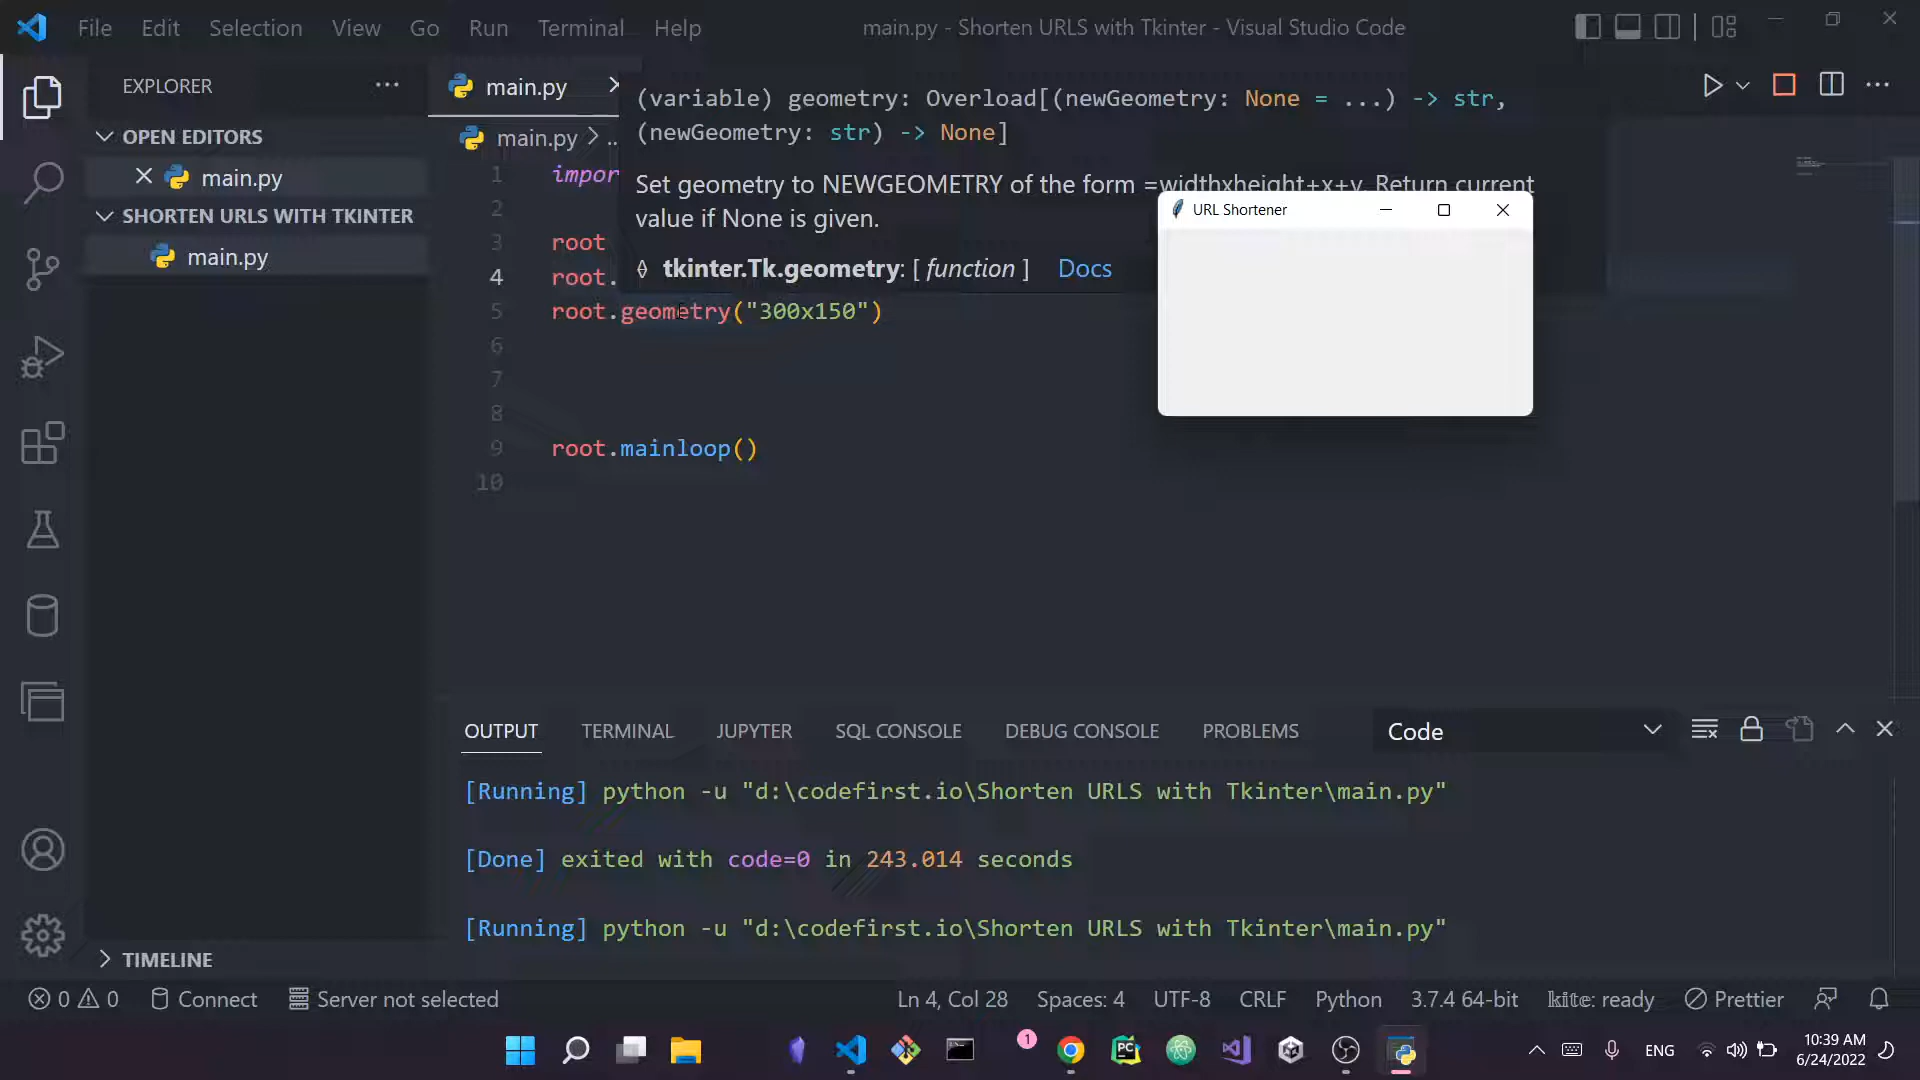 File Edit Selection View Go Run Terminal Help
main.py - Shorten URLS with Tkinter - Visual Studio Code
EXPLORER
OPEN EDITORS
main.py
SHORTEN URLS WITH TKINTER
main.py
TIMELINE
main.py
main.py > ..
(variable) geometry: Overload[(newGeometry: None = ...) -> str,
(newGeometry: str) -> None]
Set geometry to NEWGEOMETRY of the form =widthxheight+x+y. Return current
value if None is given.
tkinter.Tk.geometry: [ function ] Docs
1 impor
2
3 root
4 root.
5 root.geometry("300x150")
6
7
8
9 root.mainloop()
10
URL Shortener
OUTPUT TERMINAL JUPYTER SQL CONSOLE DEBUG CONSOLE PROBLEMS
Code
[Running] python -u "d:\codefirst.io\Shorten URLS with Tkinter\main.py"
[Done] exited with code=0 in 243.014 seconds
[Running] python -u "d:\codefirst.io\Shorten URLS with Tkinter\main.py"
0 0 Connect Server not selected
Ln 4, Col 28 Spaces: 4 UTF-8 CRLF Python 3.7.4 64-bit kite: ready Prettier
1
PC
ENG
10:39 AM
6/24/2022